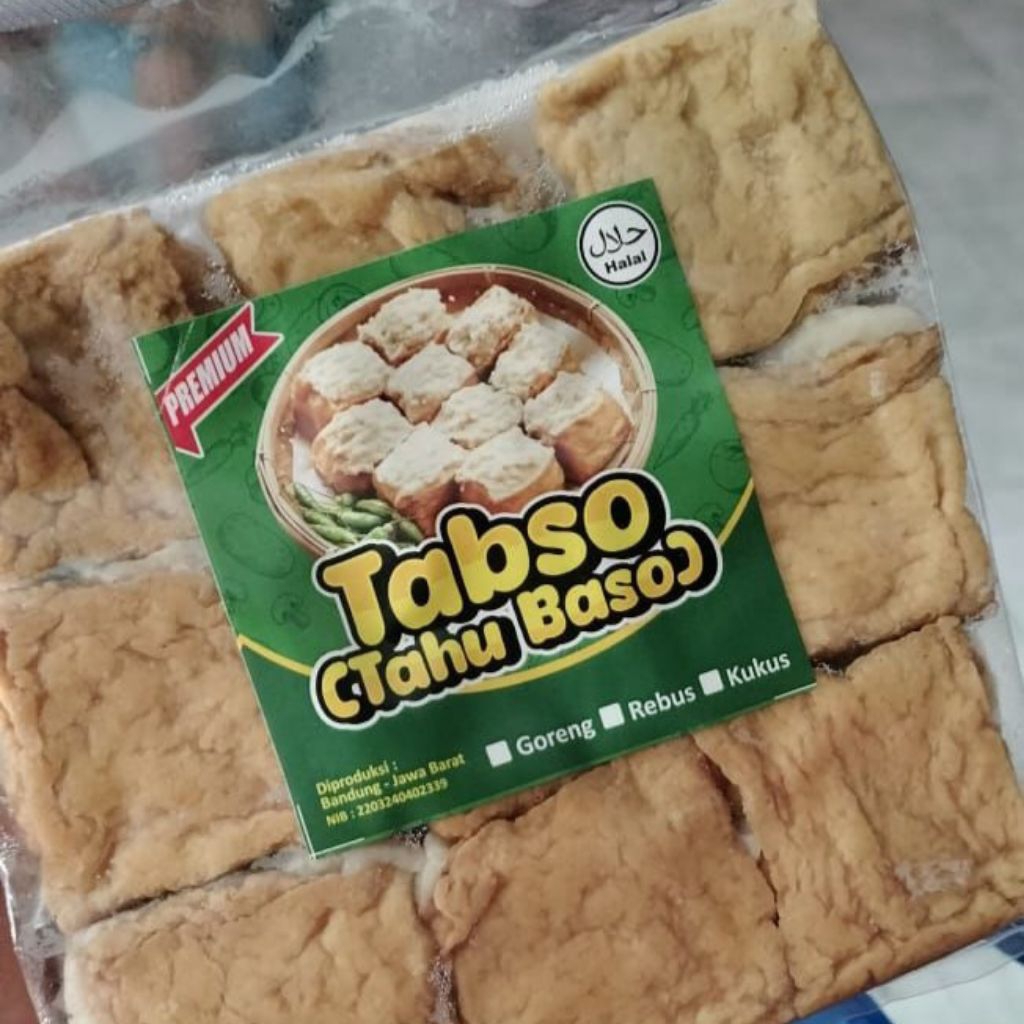 حلال
Halal
PREMIUM
Tabso
(Tahu Baso)
Goreng Rebus Kukus
Diproduksi :
Bandung - Jawa Barat
NIB : 2203240402339